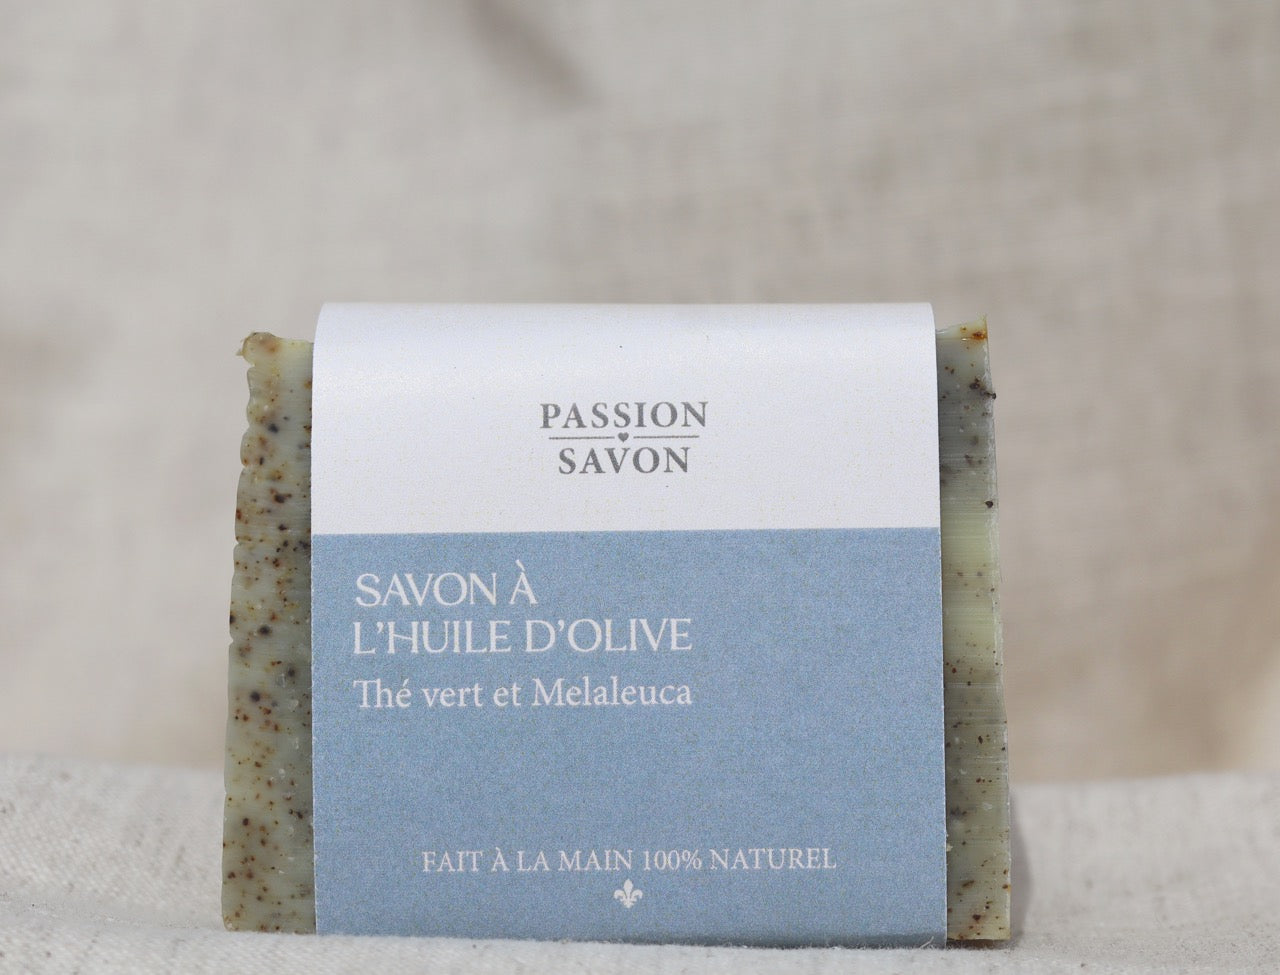 PASSION
SAVON
SAVON À
L'HUILE D'OLIVE
Thé vert et Melaleuca
FAIT À LA MAIN 100% NATUREL